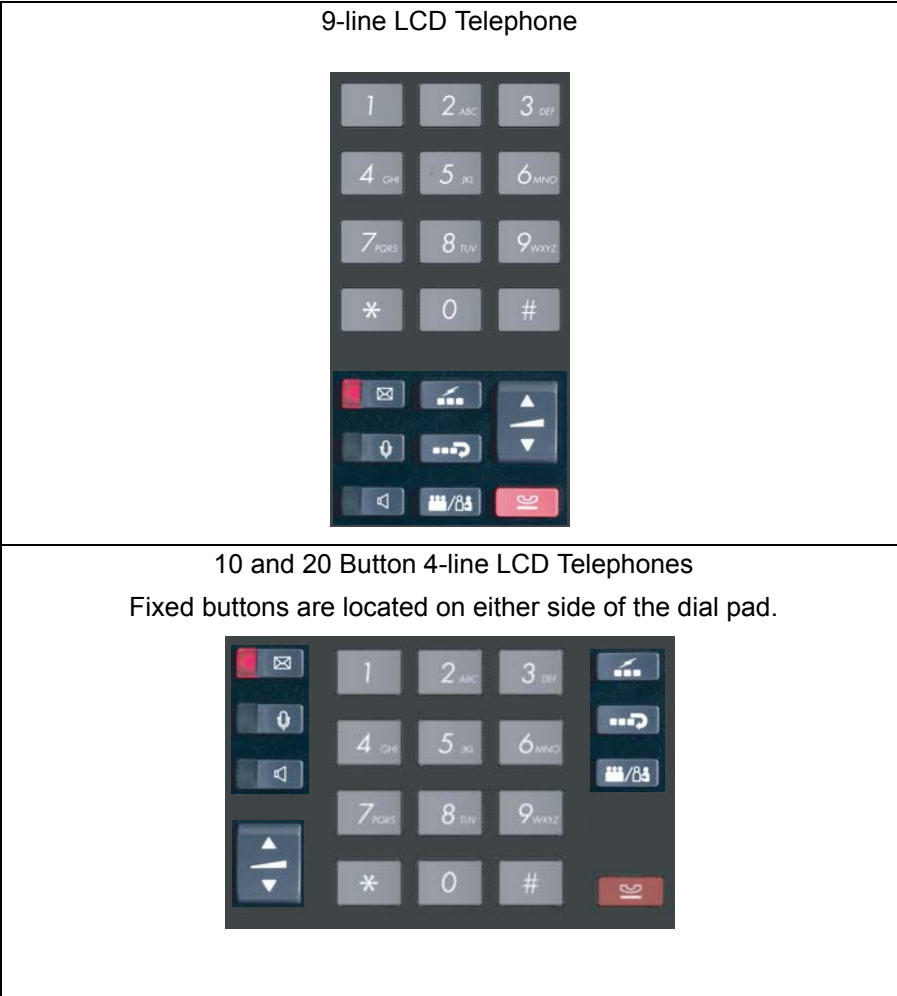 9-line LCD Telephone
1 2 ABC 3 DEF
4 GHI 5 JKL 6 MNO
7 PQRS 8 TUV 9 WXYZ
* 0 #
10 and 20 Button 4-line LCD Telephones
Fixed buttons are located on either side of the dial pad.
1 2 ABC 3 DEF
4 GHI 5 JKL 6 MNO
7 PQRS 8 TUV 9 WXYZ
* 0 #